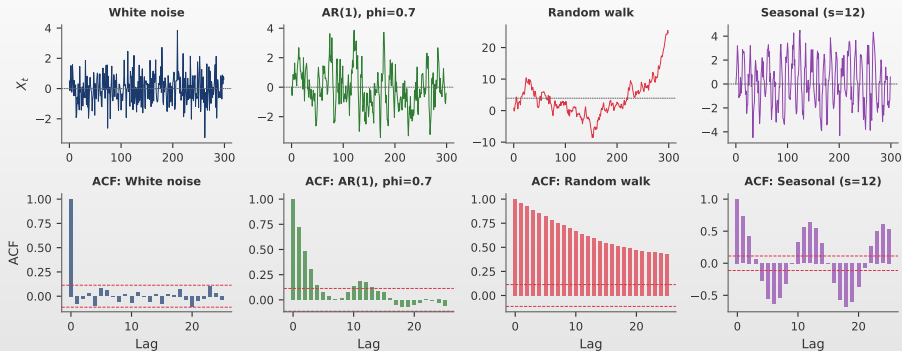 White noise
AR(1), phi=0.7
Random walk
Seasonal (s=12)
X_t
4
2
0
−2
0 100 200 300
4
2
0
−2
0 100 200 300
20
10
0
−10
0 100 200 300
4
2
0
−2
−4
0 100 200 300
ACF: White noise
ACF: AR(1), phi=0.7
ACF: Random walk
ACF: Seasonal (s=12)
ACF
1.00
0.75
0.50
0.25
0.00
0 10 20
Lag
1.00
0.75
0.50
0.25
0.00
0 10 20
Lag
1.00
0.75
0.50
0.25
0.00
0 10 20
Lag
1.0
0.5
0.0
−0.5
0 10 20
Lag